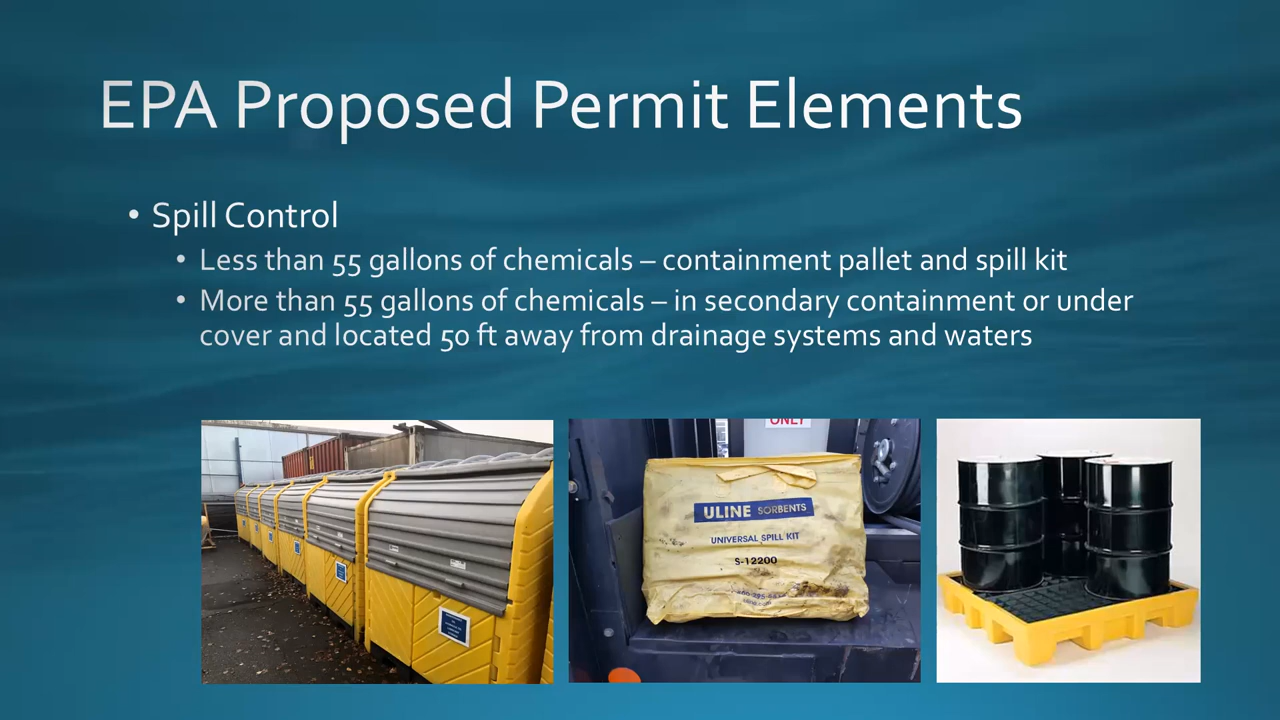 EPA Proposed Permit Elements
• Spill Control
• Less than 55 gallons of chemicals – containment pallet and spill kit
• More than 55 gallons of chemicals – in secondary containment or under
cover and located 50 ft away from drainage systems and waters
ONLY
ULINE SORBENTS
UNIVERSAL SPILL KIT
S-12200
uline.com